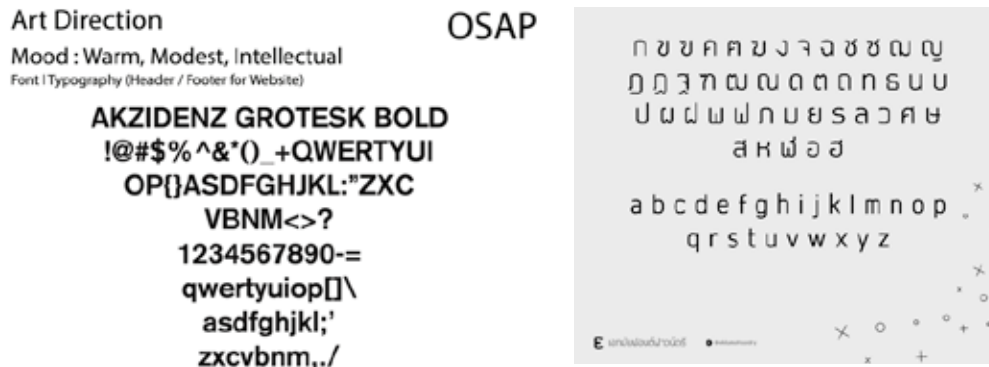 Art Direction
OSAP
Mood : Warm, Modest, Intellectual
Font I Typography (Header / Footer for Website)
AKZIDENZ GROTESK BOLD
!@#$%^&*()_+QWERTYUI
OP{}ASDFGHJKL:”ZXC
VBNM<>?
1234567890-=
qwertyuiop[]\
asdfghjkl;’
zxcvbnm,./
ก ข ฃ ค ฅ ฆ ง จ ฉ ช ซ ฌ ญ
ฎ ฏ ฐ ฑ ฒ ณ ด ต ถ ท ธ น บ
ป ผ ฝ พ ฟ ภ ม ย ร ล ว ศ ษ
ส ห ฬ อ ฮ
a b c d e f g h i j k l m n o p
q r s t u v w x y z